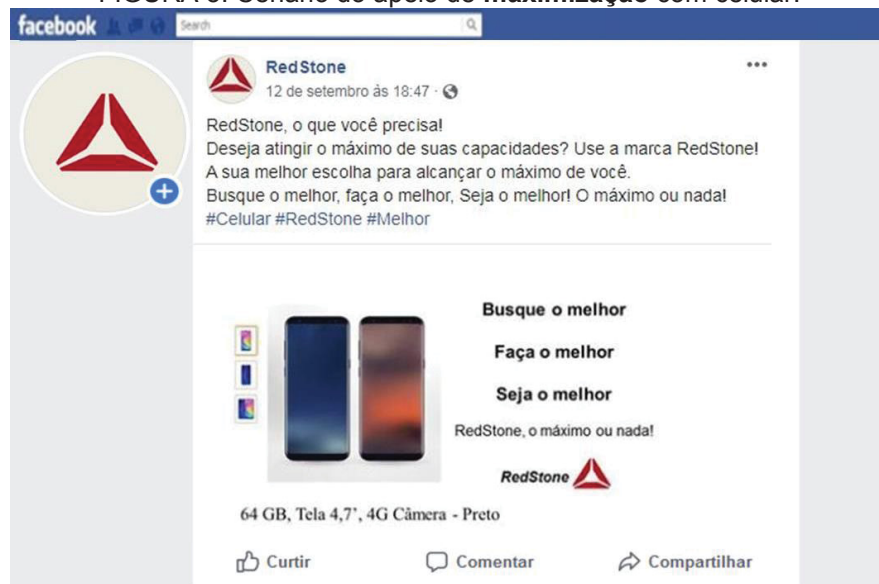 facebook
Search
RedStone
12 de setembro ás 18:47 ·
RedStone, o que você precisa!
Deseja atingir o máximo de suas capacidades? Use a marca RedStone!
A sua melhor escolha para alcançar o máximo de você.
Busque o melhor, faça o melhor, Seja o melhor! O máximo ou nada!
#Celular #RedStone #Melhor
Busque o melhor
Faça o melhor
Seja o melhor
RedStone, o máximo ou nada!
RedStone
64 GB, Tela 4,7’, 4G Câmera - Preto
Curtir Comentar Compartilhar